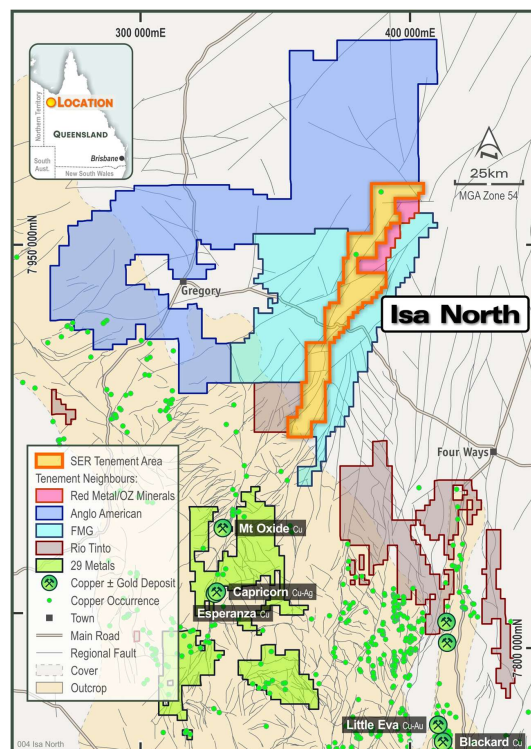 300 000mE
400 000mE
LOCATION
Northern Territory
QUEENSLAND
Brisbane
South
Aust.
New South Wales
25km
MGA Zone 54
7 950 000mN
Gregory
Isa North
Four Ways
SER Tenement Area
Tenement Neighbours:
Red Metal/OZ Minerals
Anglo American
FMG
Rio Tinto
29 Metals
Copper ± Gold Deposit
Copper Occurrence
Town
Main Road
Regional Fault
Cover
Outcrop
Mt Oxide Cu
Capricorn Cu-Ag
Esperanza Cu
7 800 000mN
Little Eva Cu-Au
Blackard Cu
004 Isa North